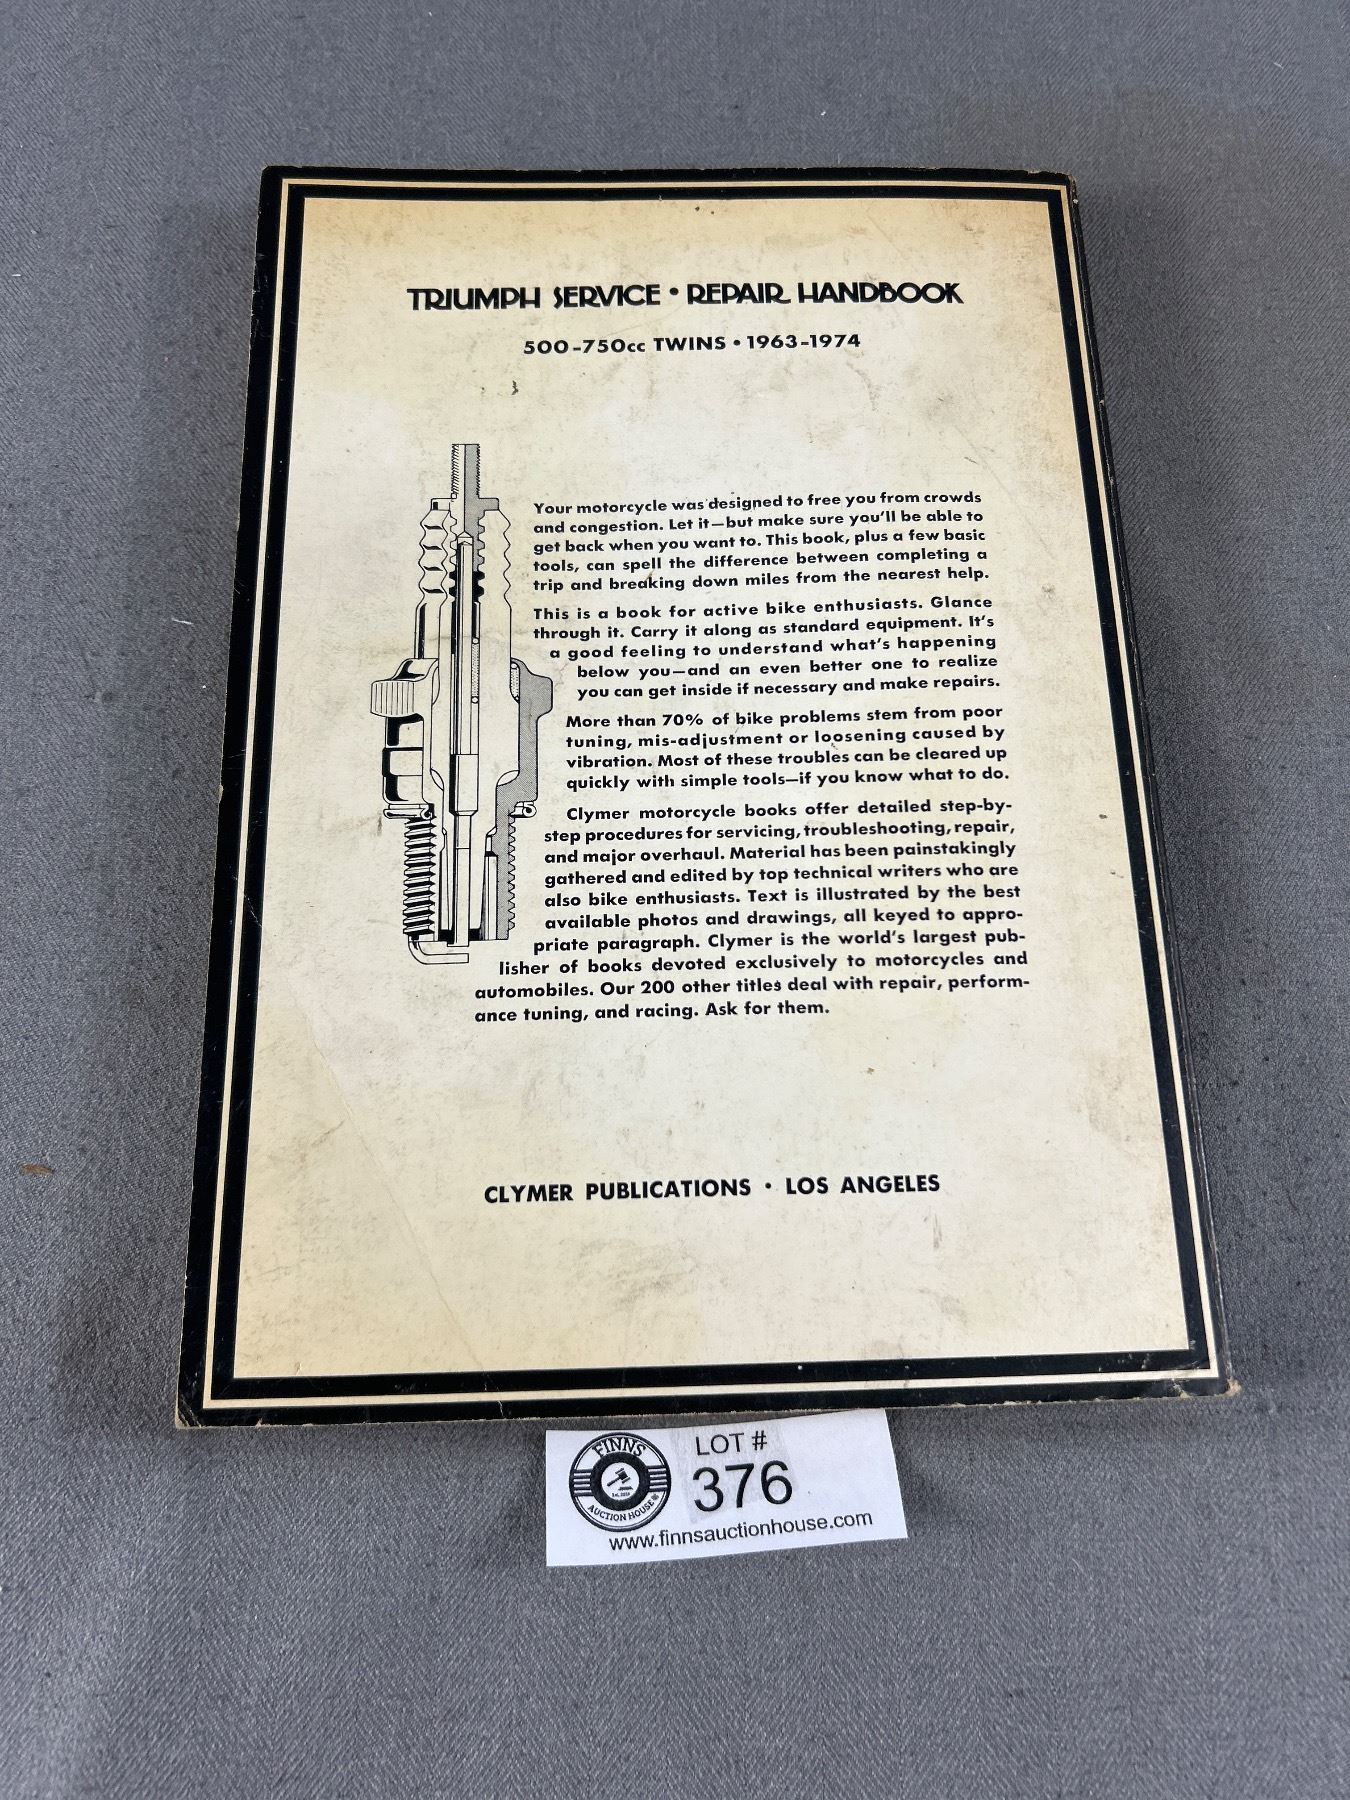 TRIUMPH SERVICE • REPAIR HANDBOOK
500-750cc TWINS • 1963-1974
Your motorcycle was designed to free you from crowds
and congestion. Let it—but make sure you'll be able to
get back when you want to. This book, plus a few basic
tools, can spell the difference between completing a
trip and breaking down miles from the nearest help.
This is a book for active bike enthusiasts. Glance
through it. Carry it along as standard equipment. It's
a good feeling to understand what's happening
below you—and an even better one to realize
you can get inside if necessary and make repairs.
More than 70% of bike problems stem from poor
tuning, mis-adjustment or loosening caused by
vibration. Most of these troubles can be cleared up
quickly with simple tools—if you know what to do.
Clymer motorcycle books offer detailed step-by-
step procedures for servicing, troubleshooting, repair,
and major overhaul. Material has been painstakingly
gathered and edited by top technical writers who are
also bike enthusiasts. Text is illustrated by the best
available photos and drawings, all keyed to appro-
priate paragraph. Clymer is the world's largest pub-
lisher of books devoted exclusively to motorcycles and
automobiles. Our 200 other titles deal with repair, perform-
ance tuning, and racing. Ask for them.
CLYMER PUBLICATIONS • LOS ANGELES
FINNS
AUCTION HOUSE
LOT #
376
www.finnsauctionhouse.com